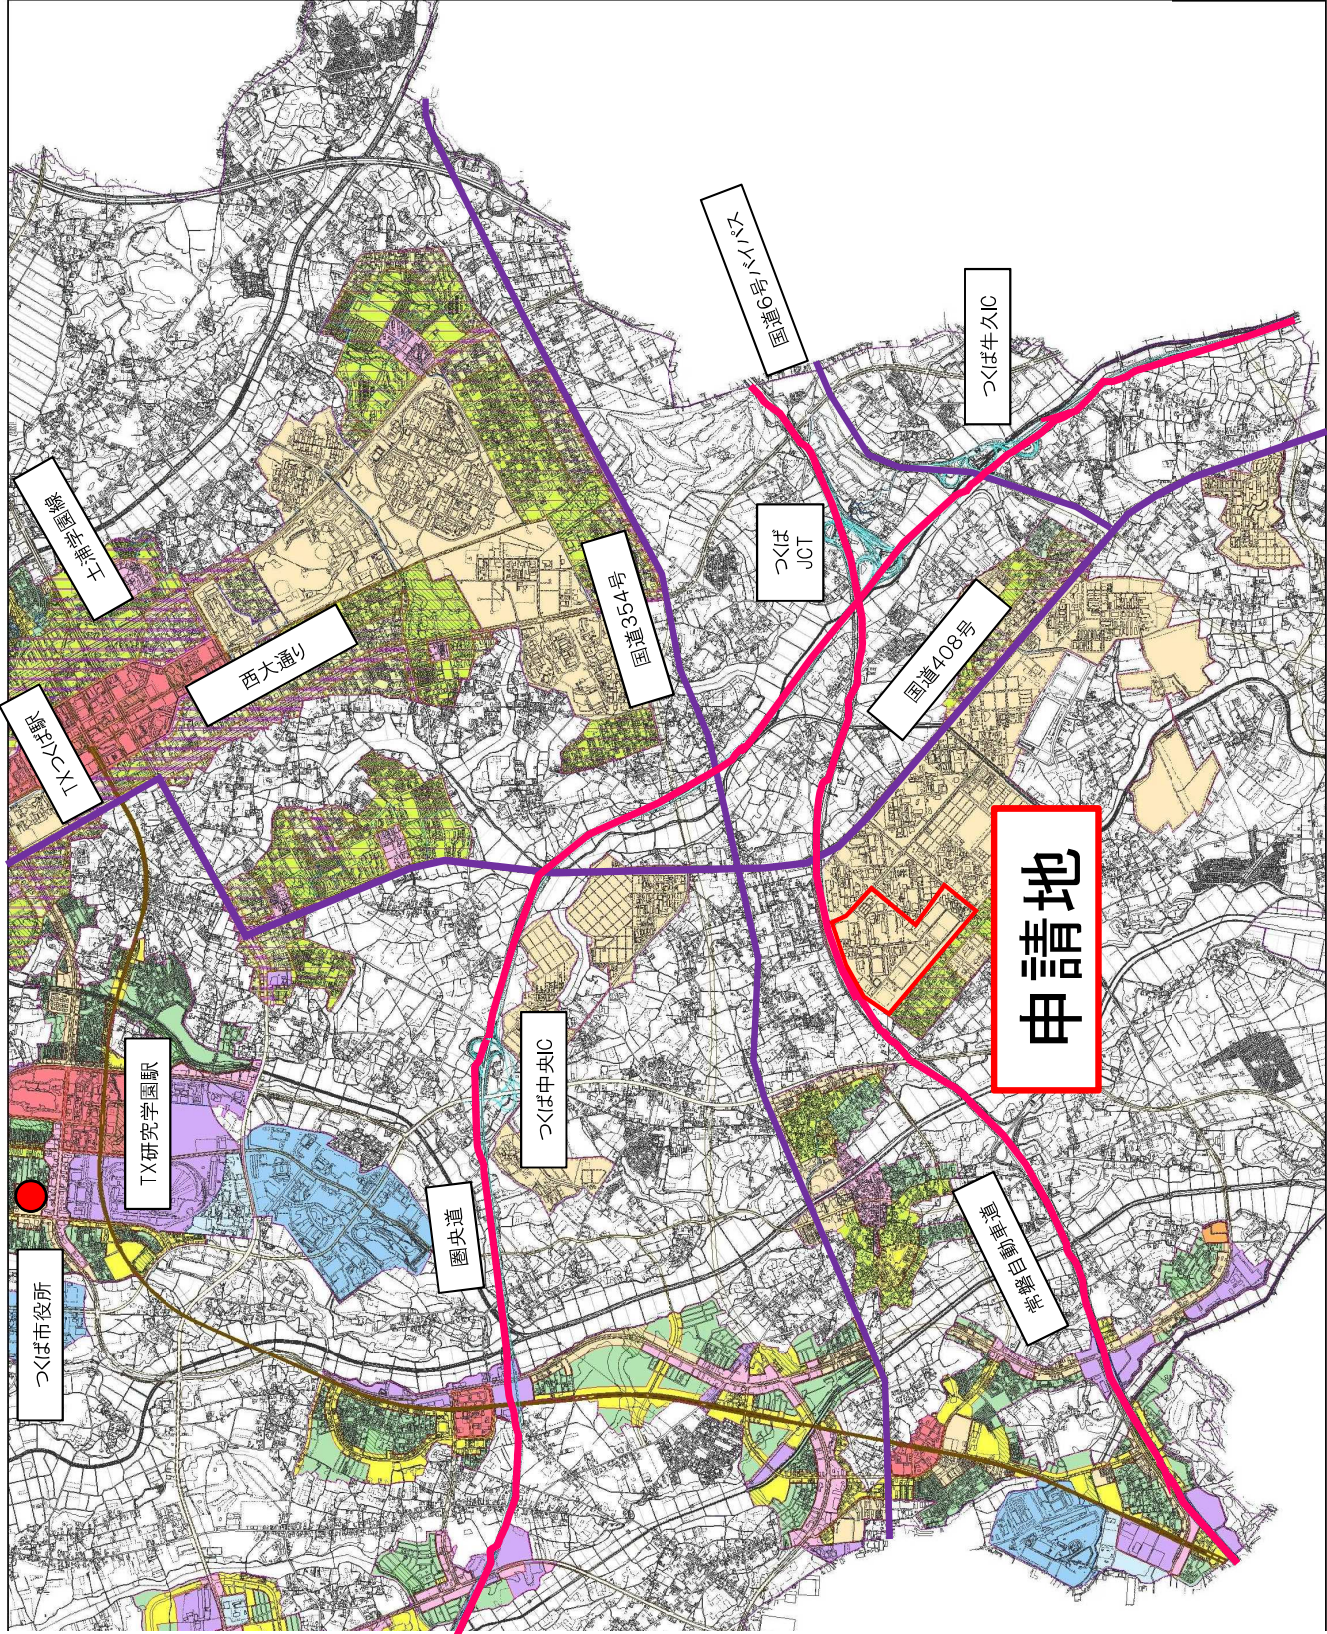 つくば市役所
TX研究学園駅
TXつくば駅
土浦学園線
西大通り
圏央道
つくば中央IC
国道354号
国道6号バイパス
つくば
JCT
つくば牛久IC
国道408号
常磐自動車道
申請地